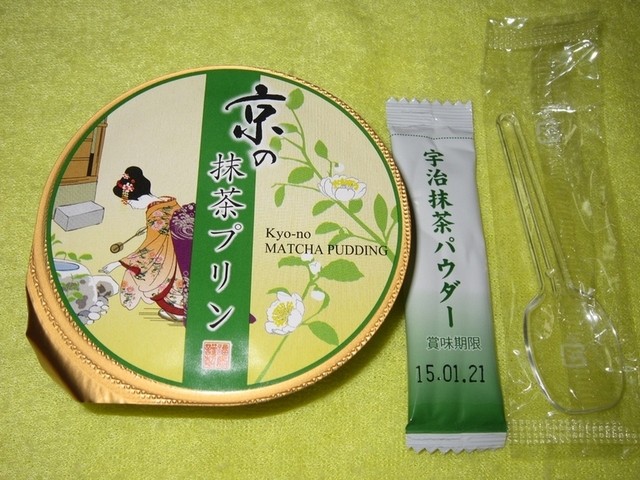 京の抹茶プリン
Kyo-no
MATCHA PUDDING
宇治抹茶パウダー
賞味期限
15.01.21